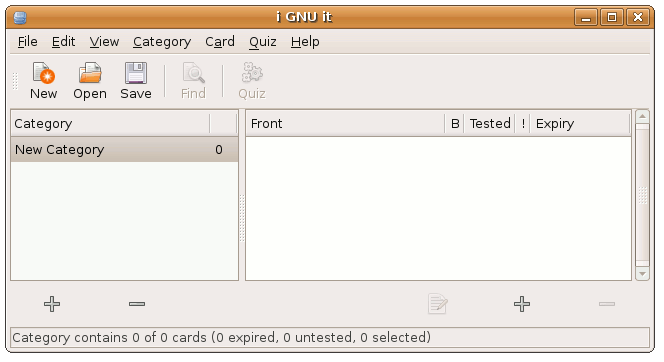 i GNU it
File Edit View Category Card Quiz Help
New Open Save Find Quiz
Category Front B Tested ! Expiry
New Category 0
Category contains 0 of 0 cards (0 expired, 0 untested, 0 selected)